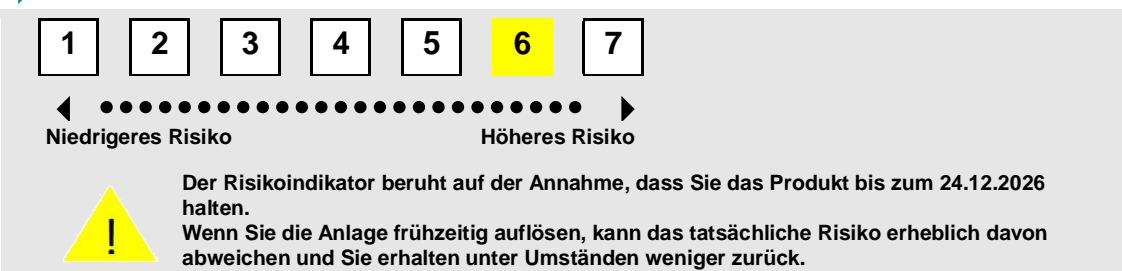 1 2 3 4 5 6 7
Niedrigeres Risiko Höheres Risiko
Der Risikoindikator beruht auf der Annahme, dass Sie das Produkt bis zum 24.12.2026
halten.
!
Wenn Sie die Anlage frühzeitig auflösen, kann das tatsächliche Risiko erheblich davon
abweichen und Sie erhalten unter Umständen weniger zurück.